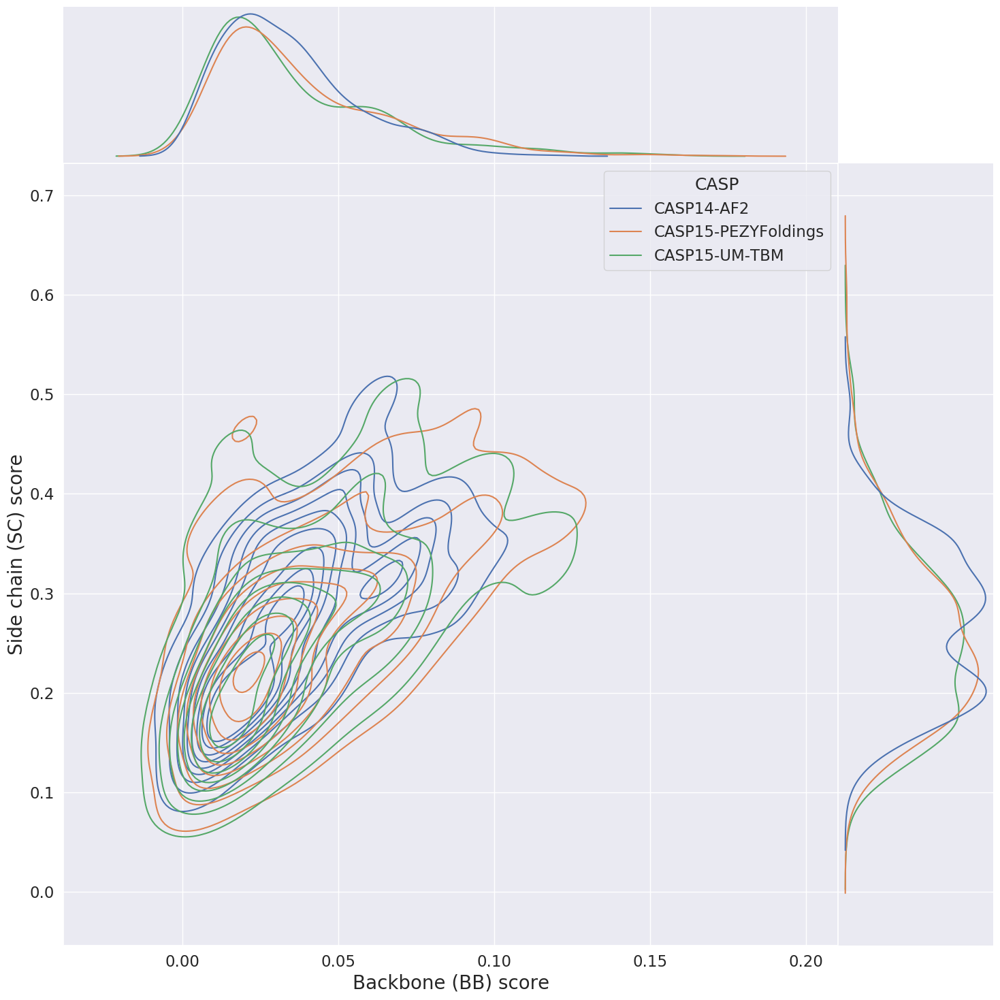 CASP
CASP14-AF2
CASP15-PEZYFoldings
CASP15-UM-TBM
0.7
0.6
0.5
0.4
0.3
0.2
0.1
0.0
Side chain (SC) score
0.00 0.05 0.10 0.15 0.20
Backbone (BB) score